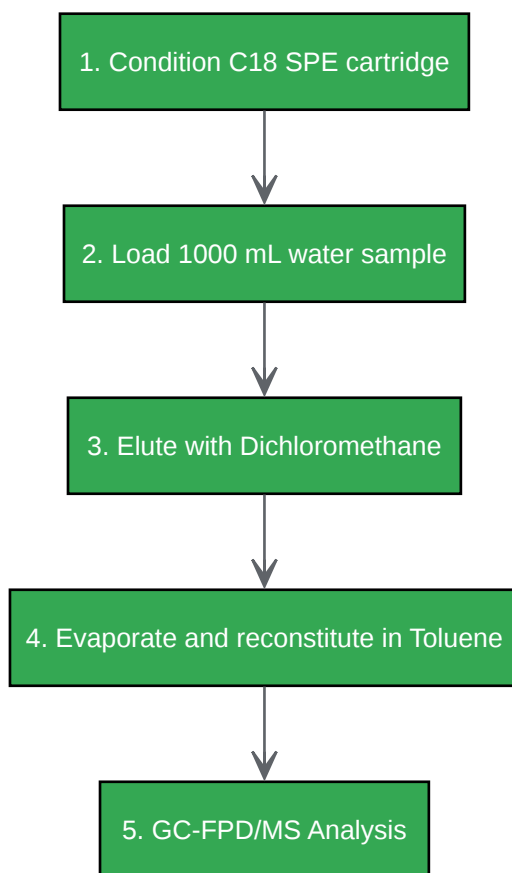 1. Condition C18 SPE cartridge
2. Load 1000 mL water sample
3. Elute with Dichloromethane
4. Evaporate and reconstitute in Toluene
5. GC-FPD/MS Analysis